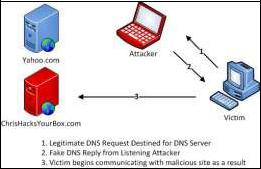 Yahoo.com
Attacker
1
2
3
Victim
ChrisHacksYourBox.com
1. Legitimate DNS Request Destined for DNS Server
2. Fake DNS Reply from Listening Attacker
3. Victim begins communicating with malicious site as a result